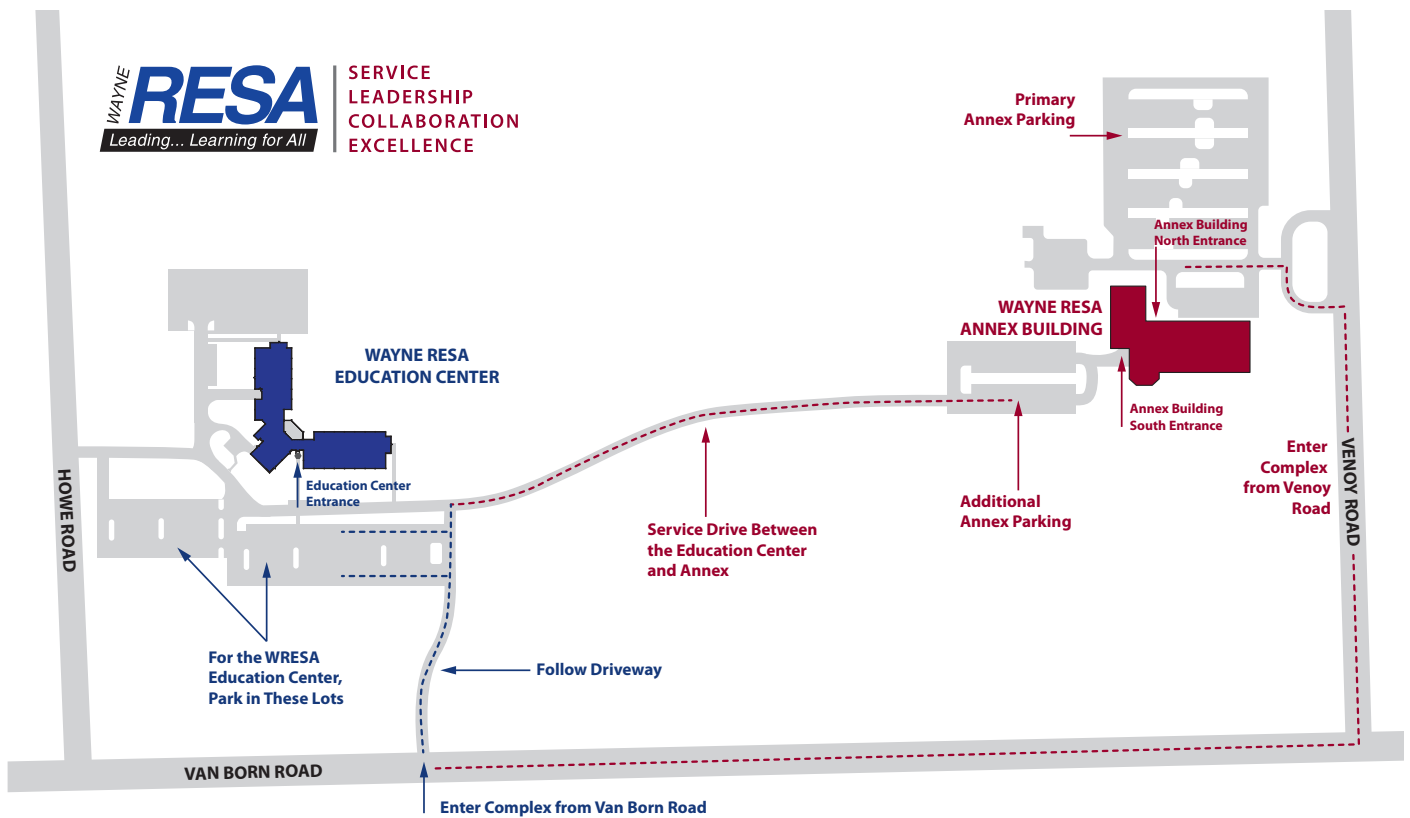 WAYNE
RESA
Leading... Learning for All
SERVICE
LEADERSHIP
COLLABORATION
EXCELLENCE
Primary
Annex Parking
Annex Building
North Entrance
WAYNE RESA
ANNEX BUILDING
WAYNE RESA
EDUCATION CENTER
Annex Building
South Entrance
Enter
Complex
from Venoy
Road
VENOY ROAD
HOWE ROAD
Education Center
Entrance
Additional
Annex Parking
Service Drive Between
the Education Center
and Annex
For the WRESA
Education Center,
Park in These Lots
Follow Driveway
VAN BORN ROAD
Enter Complex from Van Born Road